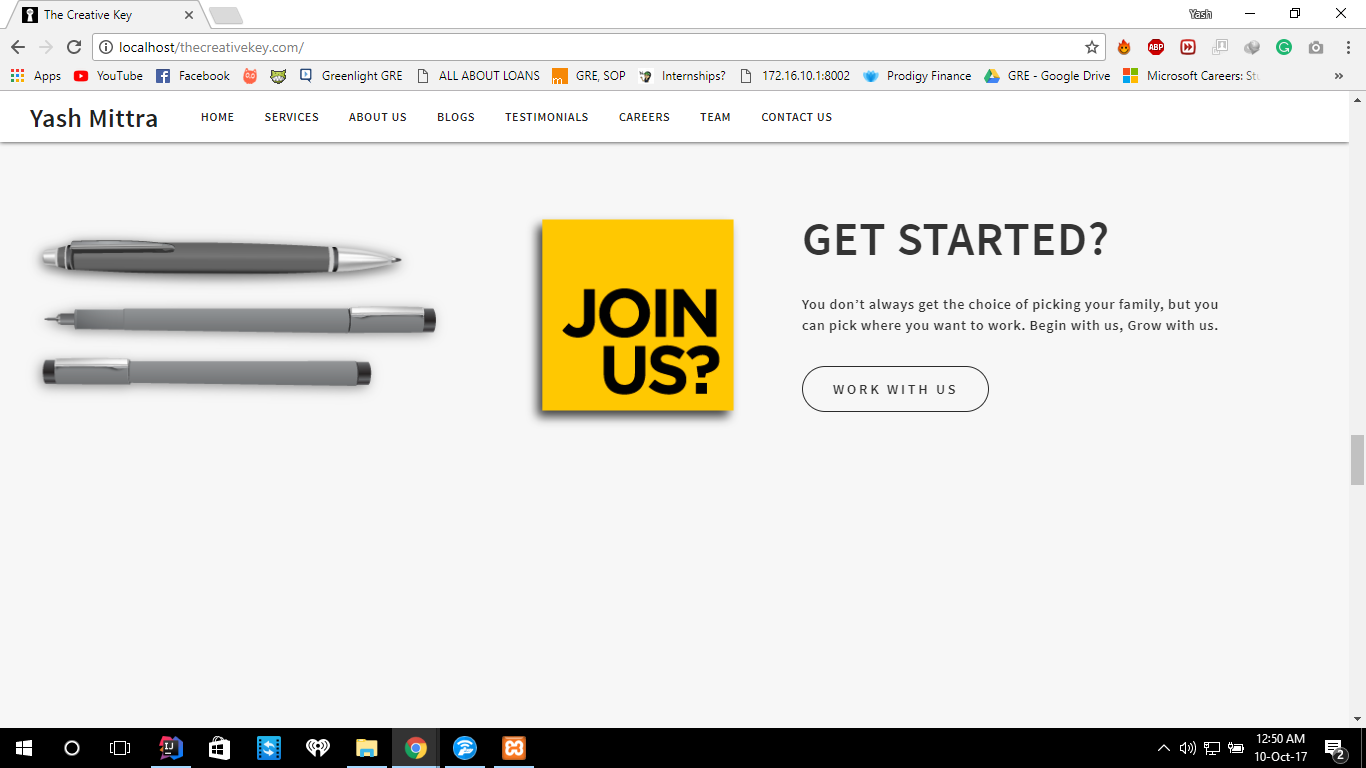 The Creative Key
Yash
localhost/thecreativekey.com/
ABP
Apps YouTube Facebook Greenlight GRE ALL ABOUT LOANS GRE, SOP Internships? 172.16.10.1:8002 Prodigy Finance GRE - Google Drive Microsoft Careers: Stu
Yash Mittra HOME SERVICES ABOUT US BLOGS TESTIMONIALS CAREERS TEAM CONTACT US
JOIN
US?
GET STARTED?
You don’t always get the choice of picking your family, but you
can pick where you want to work. Begin with us, Grow with us.
WORK WITH US
12:50 AM
10-Oct-17
2